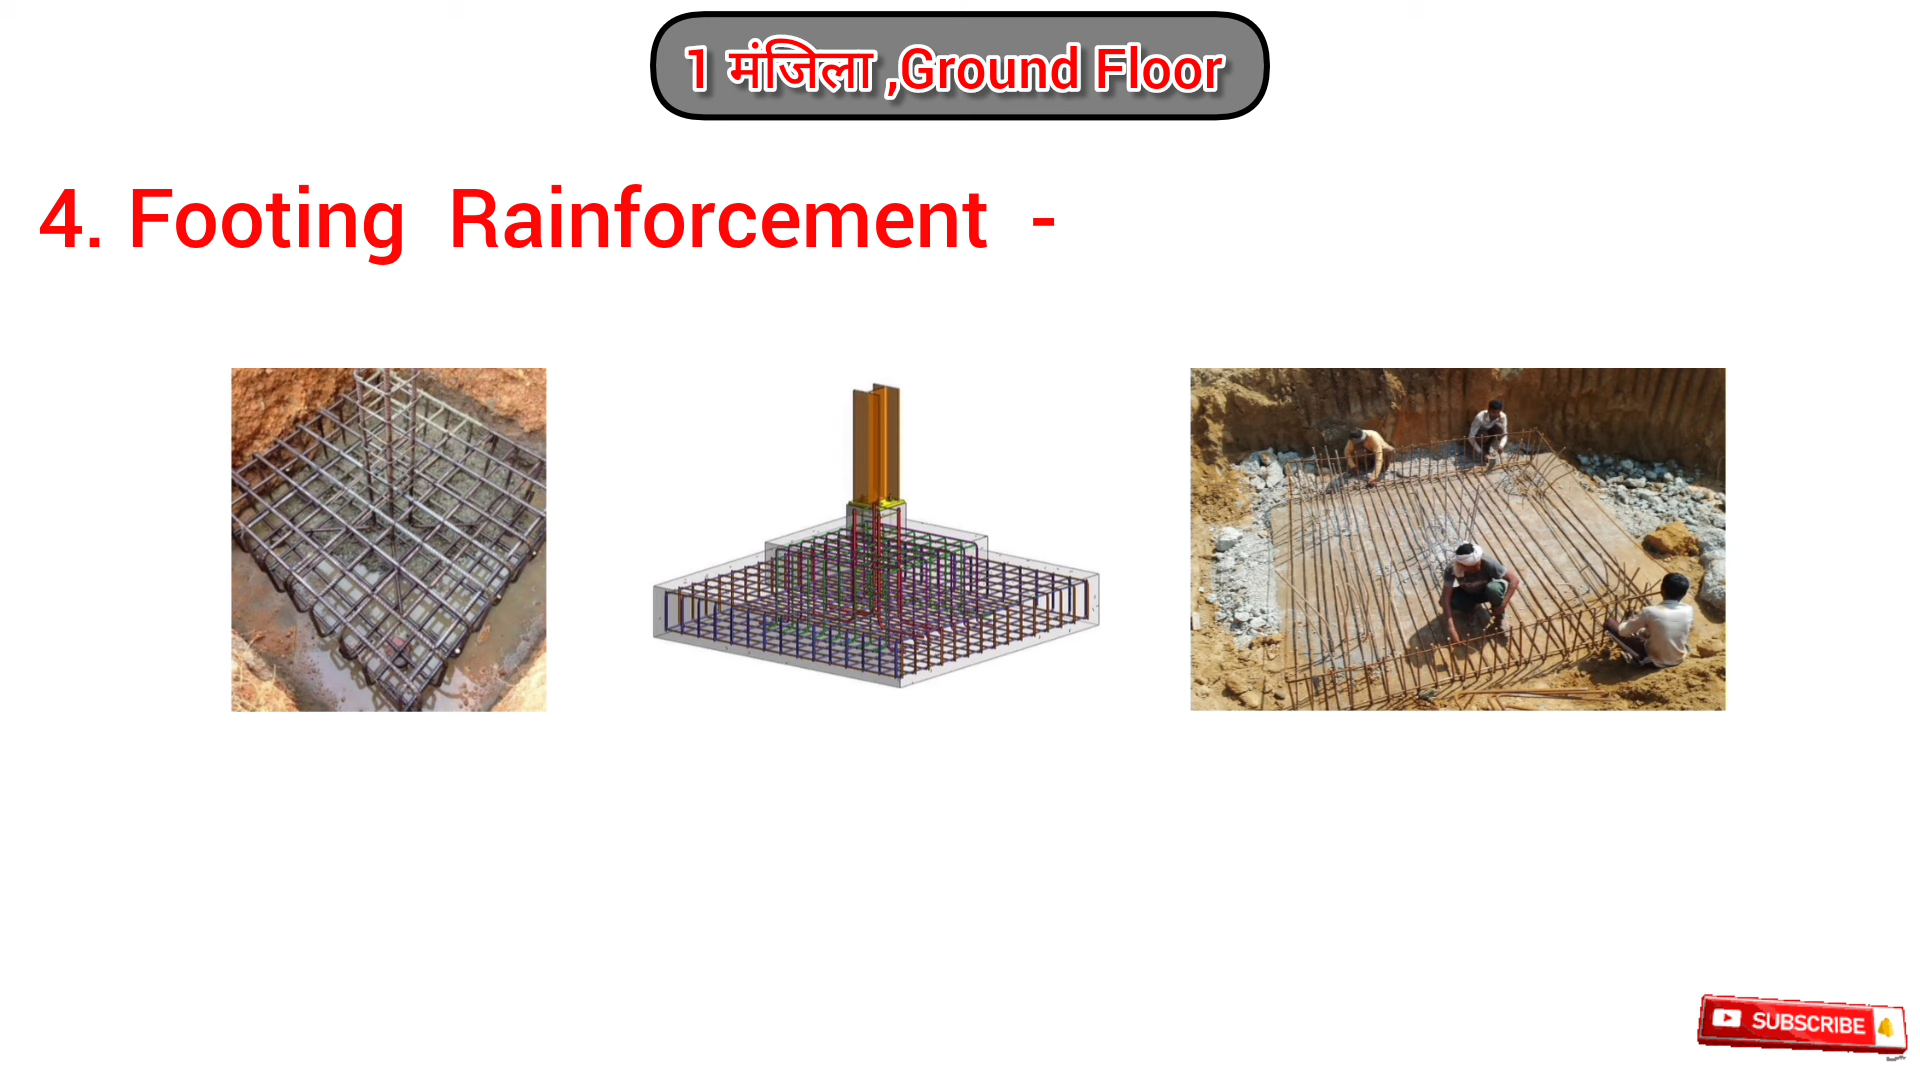 1 मंजिला ,Ground Floor
4. Footing Rainforcement -
SUBSCRIBE